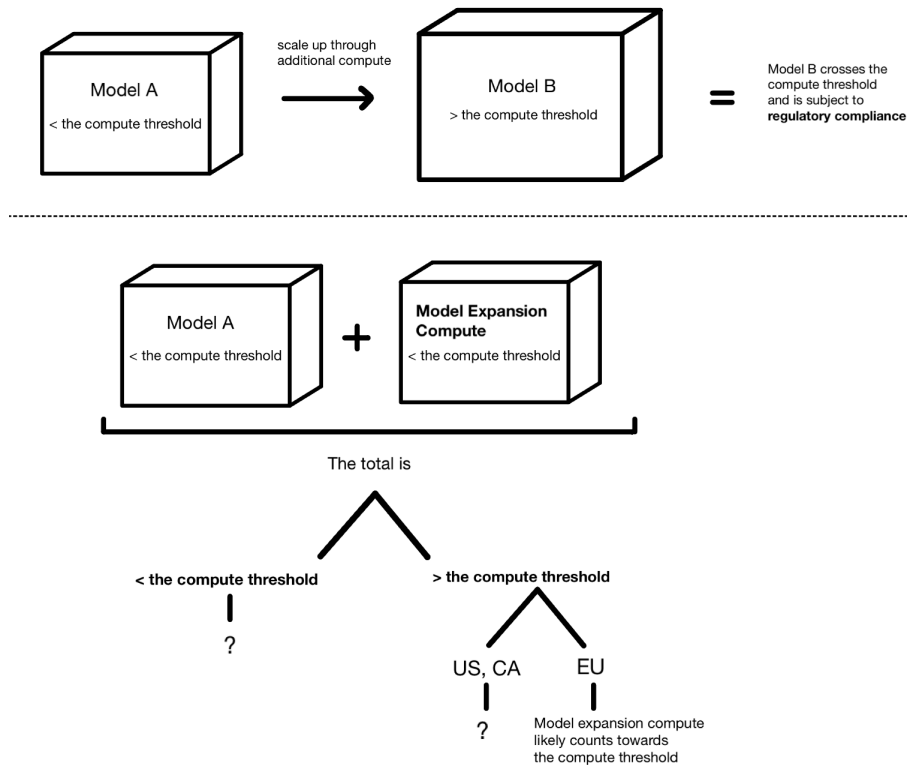 scale up through
additional compute
Model A
< the compute threshold
Model B
> the compute threshold
=
Model B crosses the
compute threshold
and is subject to
regulatory compliance
Model A
< the compute threshold
+
Model Expansion
Compute
< the compute threshold
The total is
< the compute threshold
> the compute threshold
?
US, CA
EU
?
Model expansion compute
likely counts towards
the compute threshold